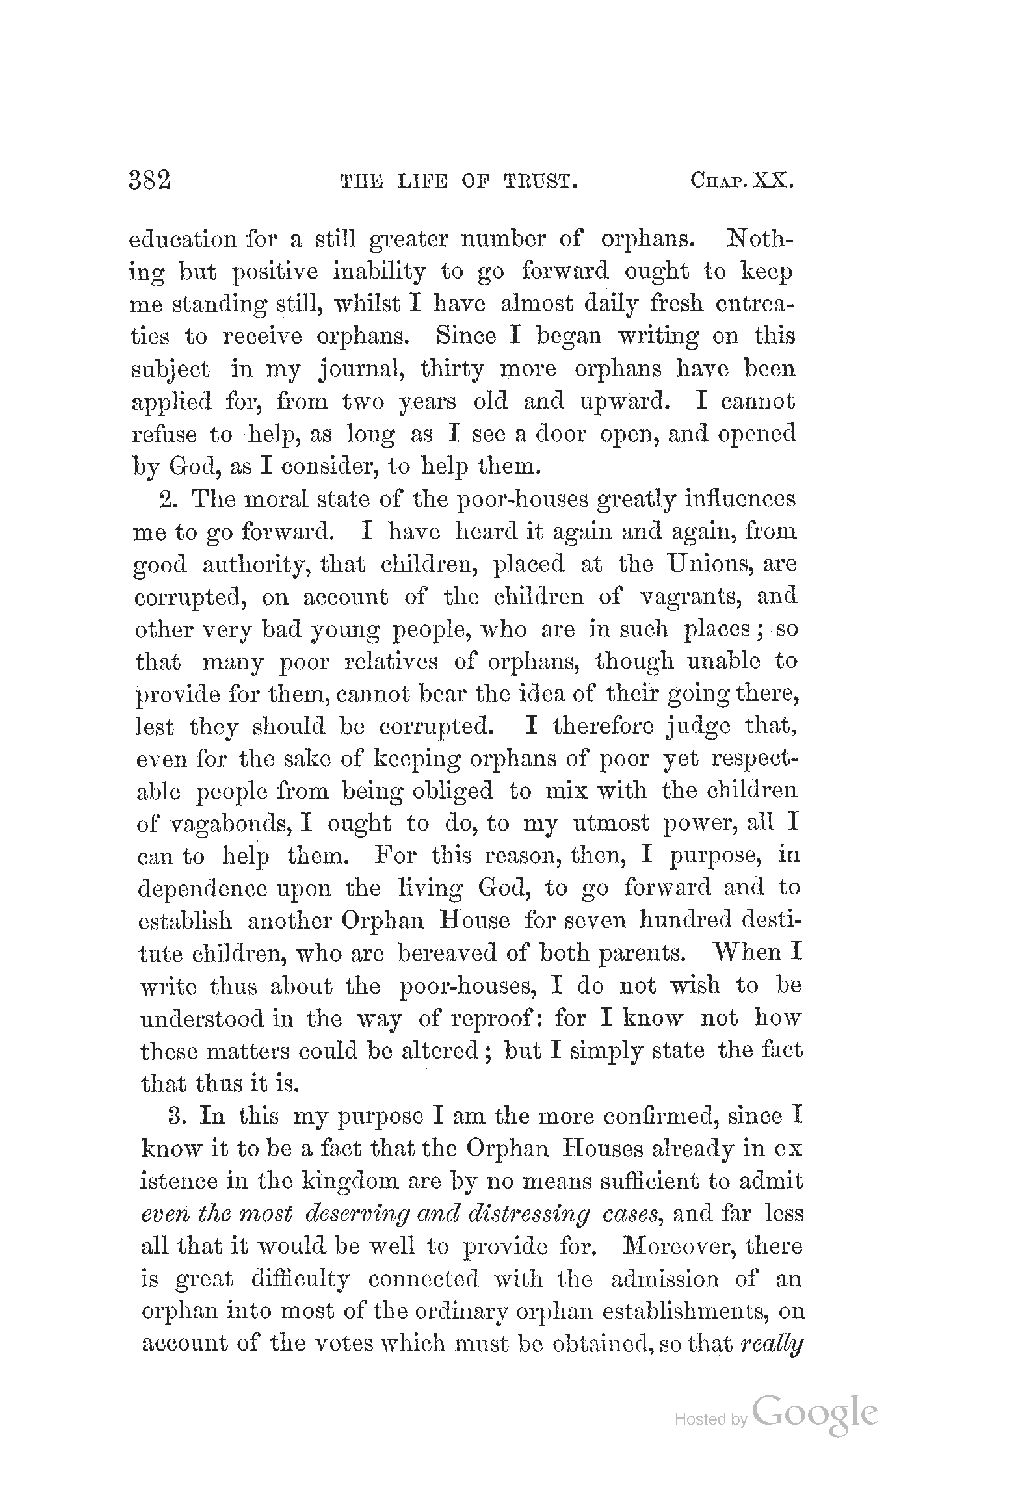 382 THE LIFE OF TRUST. CHAP. XX.
education for a still greater number of orphans. Noth-
ing but positive inability to go forward ought to keep
me standing still, whilst I have almost daily fresh entrea-
ties to receive orphans. Since I began writing on this
subject in my journal, thirty more orphans have been
applied for, from two years old and upward. I cannot
refuse to help, as long as I see a door open, and opened
by God, as I consider, to help them.
2. The moral state of the poor-houses greatly influences
me to go forward. I have heard it again and again, from
good authority, that children, placed at the Unions, are
corrupted, on account of the children of vagrants, and
other very bad young people, who are in such places; so
that many poor relatives of orphans, though unable to
provide for them, cannot bear the idea of their going there,
lest they should be corrupted. I therefore judge that,
even for the sake of keeping orphans of poor yet respect-
able people from being obliged to mix with the children
of vagabonds, I ought to do, to my utmost power, all I
can to help them. For this reason, then, I purpose, in
dependence upon the living God, to go forward and to
establish another Orphan House for seven hundred desti-
tute children, who are bereaved of both parents. When I
write thus about the poor-houses, I do not wish to be
understood in the way of reproof: for I know not how
these matters could be altered; but I simply state the fact
that thus it is.
3. In this my purpose I am the more confirmed, since I
know it to be a fact that the Orphan Houses already in ex
istence in the kingdom are by no means sufficient to admit
even the most deserving and distressing cases, and far less
all that it would be well to provide for. Moreover, there
is great difficulty connected with the admission of an
orphan into most of the ordinary orphan establishments, on
account of the votes which must be obtained, so that really
Hosted by Google